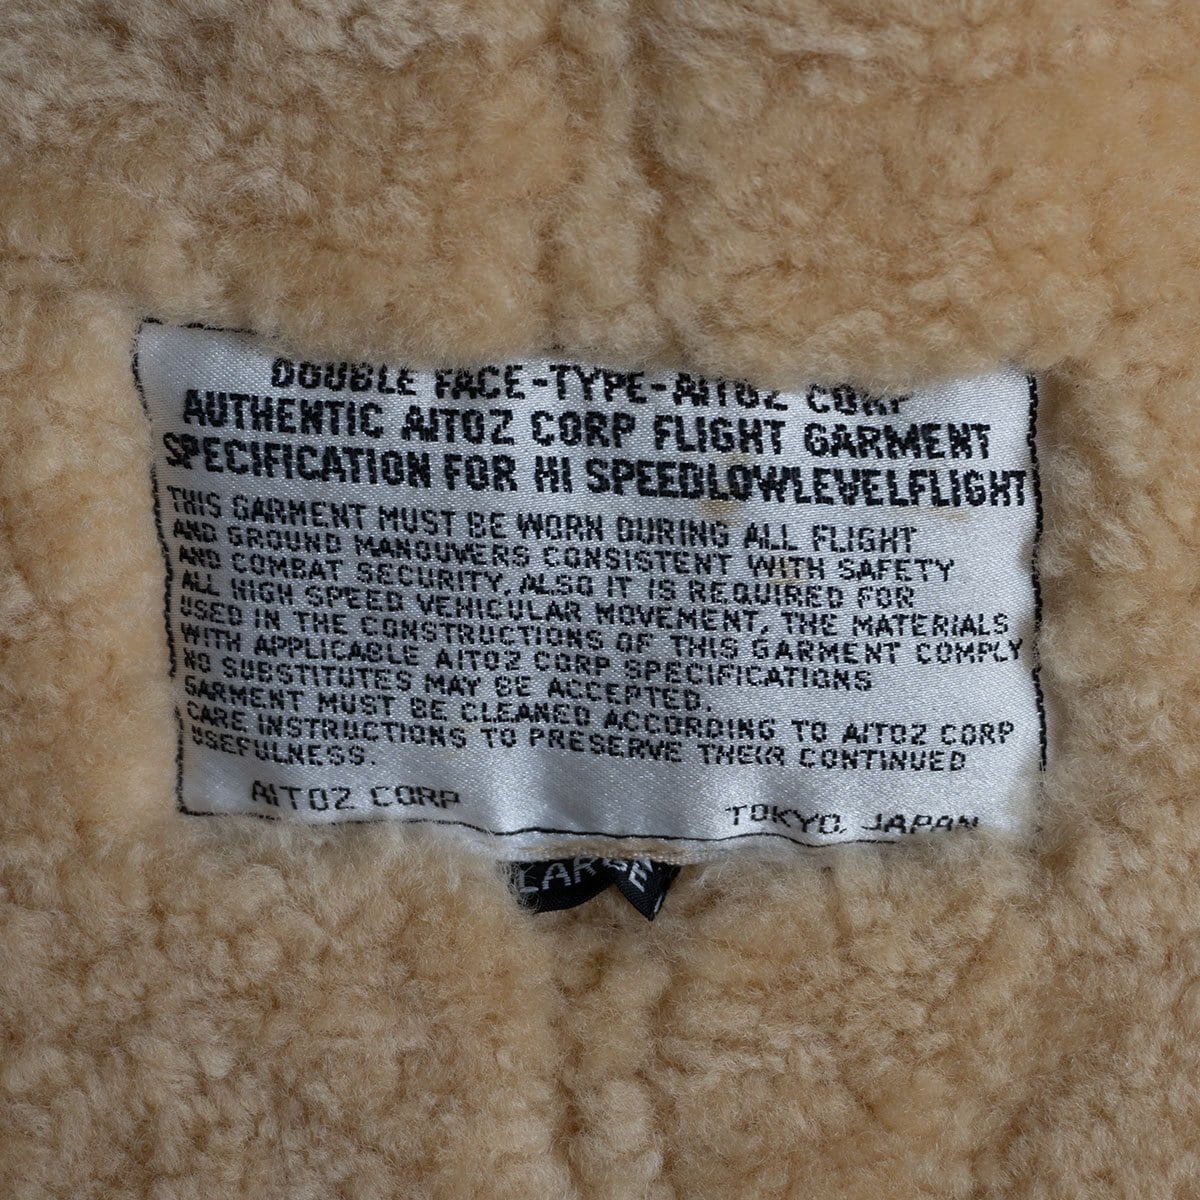 DOUBLE FACE-TYPE-AITOZ CORP
AUTHENTIC AITOZ CORP FLIGHT GARMENT
SPECIFICATION FOR HI SPEEDLOWLEVELFLIGHT
THIS GARMENT MUST BE WORN DURING ALL FLIGHT
AND GROUND MANOUVERS CONSISTENT WITH SAFETY
AND COMBAT SECURITY, ALSO IT IS REQUIRED FOR
ALL HIGH SPEED VEHICULAR MOVEMENT, THE MATERIALS
USED IN THE CONSTRUCTIONS OF THIS GARMENT COMPLY
WITH APPLICABLE AITOZ CORP SPECIFICATIONS
NO SUBSTITUTES MAY BE ACCEPTED.
GARMENT MUST BE CLEANED ACCORDING TO AITOZ CORP
CARE INSTRUCTIONS TO PRESERVE THEIR CONTINUED
USEFULNESS.
AITOZ CORP TOKYO, JAPAN
LARGE